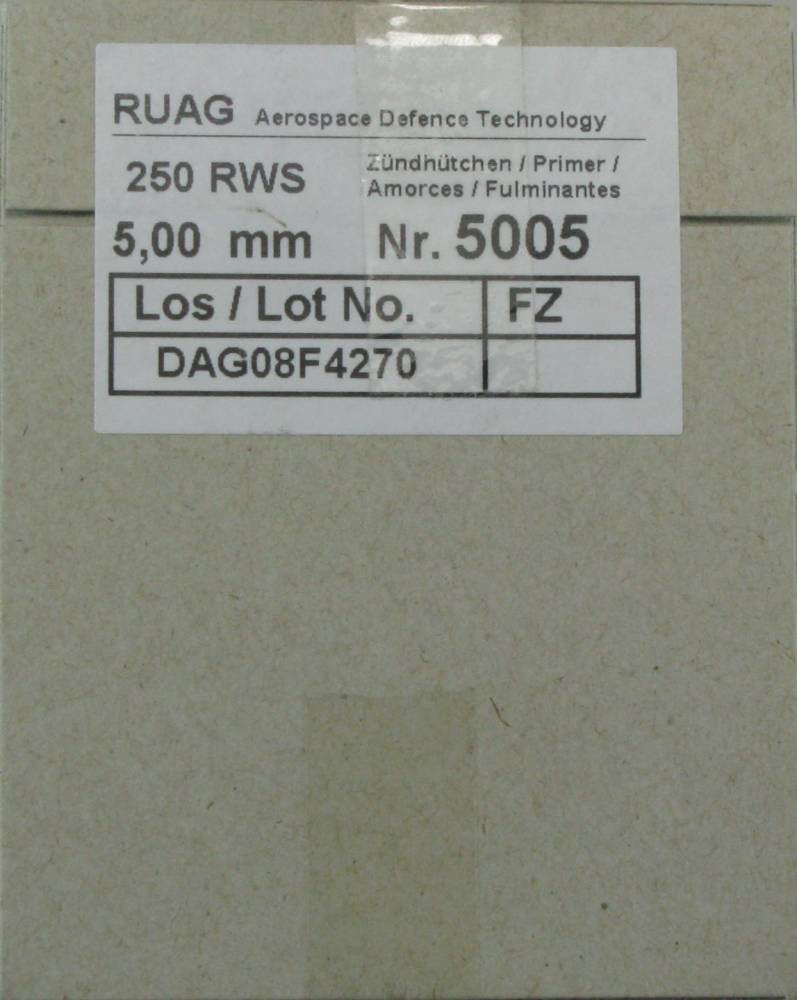 RUAG Aerospace Defence Technology
250 RWS
Zündhütchen / Primer /
Amorces / Fulminantes
5,00 mm Nr. 5005
Los / Lot No. FZ
DAG08F4270